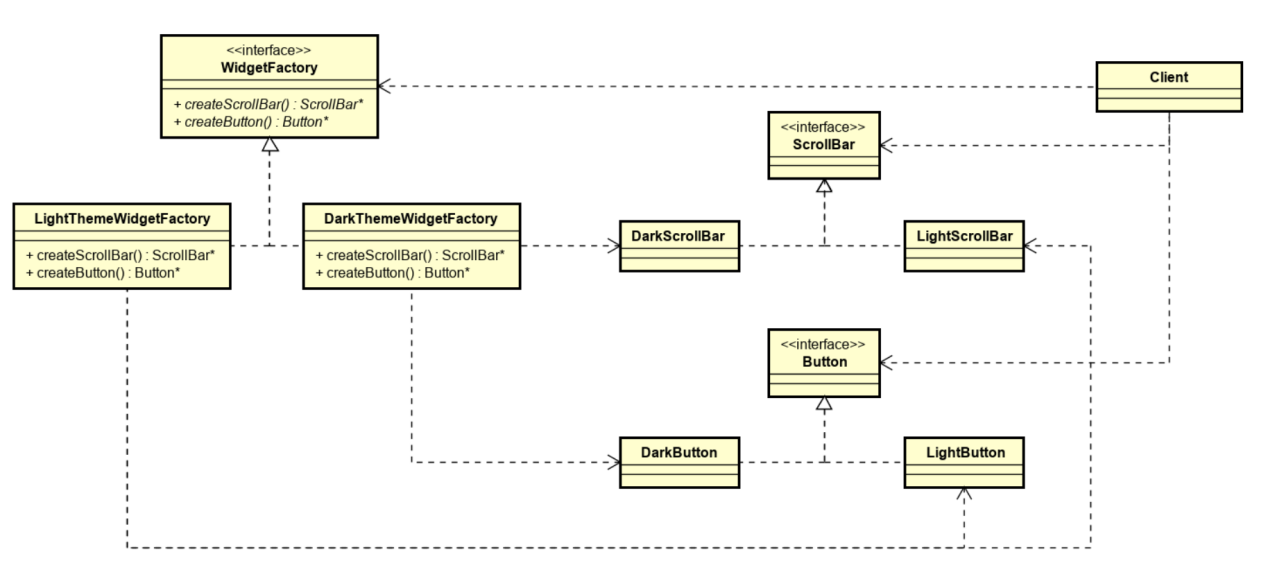 <<interface>>
WidgetFactory
+ createScrollBar() : ScrollBar*
+ createButton() : Button*
Client
<<interface>>
ScrollBar
LightThemeWidgetFactory
+ createScrollBar() : ScrollBar*
+ createButton() : Button*
DarkThemeWidgetFactory
+ createScrollBar() : ScrollBar*
+ createButton() : Button*
DarkScrollBar
LightScrollBar
<<interface>>
Button
DarkButton
LightButton